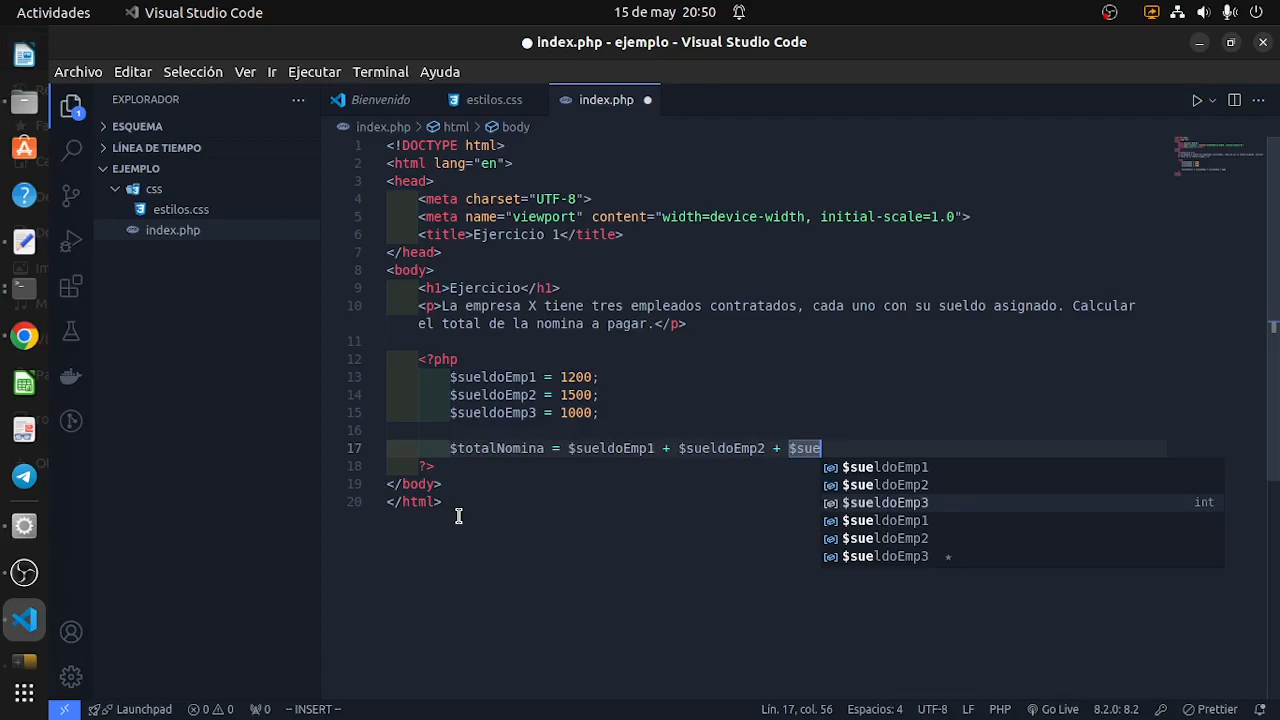 Actividades
Visual Studio Code
15 de may 20:50
index.php - ejemplo - Visual Studio Code
Archivo Editar Selección Ver Ir Ejecutar Terminal Ayuda
EXPLORADOR
ESQUEMA
LÍNEA DE TIEMPO
EJEMPLO
css
estilos.css
index.php
1
Bienvenido
estilos.css
index.php
index.php > html > body
1 <!DOCTYPE html>
2 <html lang="en">
3 <head>
4 <meta charset="UTF-8">
5 <meta name="viewport" content="width=device-width, initial-scale=1.0">
6 <title>Ejercicio 1</title>
7 </head>
8 <body>
9 <h1>Ejercicio</h1>
10 <p>La empresa X tiene tres empleados contratados, cada uno con su sueldo asignado. Calcular
el total de la nomina a pagar.</p>
11
12 <?php
13 $sueldoEmp1 = 1200;
14 $sueldoEmp2 = 1500;
15 $sueldoEmp3 = 1000;
16
17 $totalNomina = $sueldoEmp1 + $sueldoEmp2 + $sue
18 ?>
19 </body>
20 </html>
$sueldoEmp1
$sueldoEmp2
$sueldoEmp3 int
$sueldoEmp1
$sueldoEmp2
$sueldoEmp3 ★
Launchpad 0 0 0 -- INSERT -- Lín. 17, col. 56 Espacios: 4 UTF-8 LF PHP Go Live 8.2.0: 8.2 Prettier